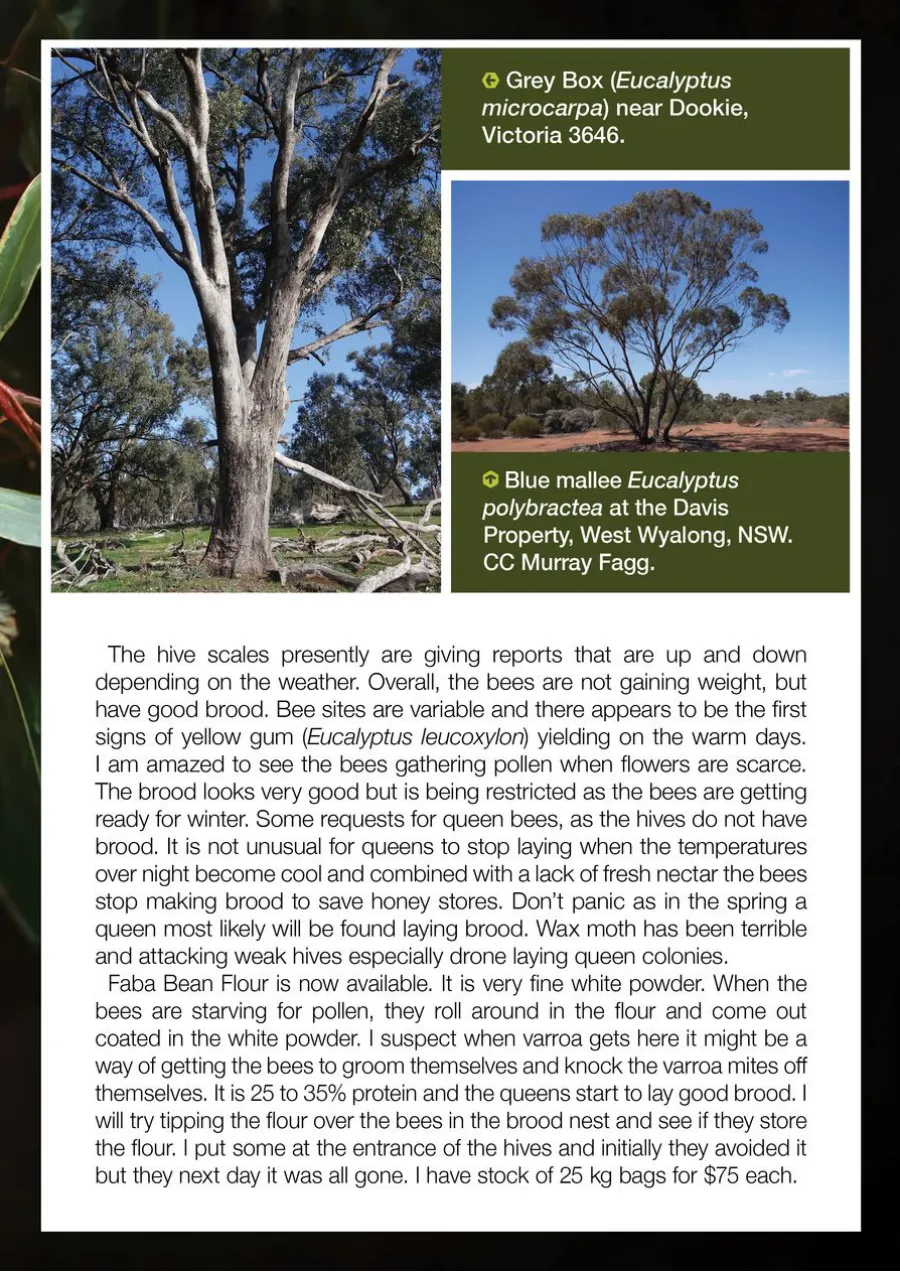 Grey Box (Eucalyptus
microcarpa) near Dookie,
Victoria 3646.
Blue mallee Eucalyptus
polybractea at the Davis
Property, West Wyalong, NSW.
CC Murray Fagg.
The hive scales presently are giving reports that are up and down
depending on the weather. Overall, the bees are not gaining weight, but
have good brood. Bee sites are variable and there appears to be the first
signs of yellow gum (Eucalyptus leucoxylon) yielding on the warm days.
I am amazed to see the bees gathering pollen when flowers are scarce.
The brood looks very good but is being restricted as the bees are getting
ready for winter. Some requests for queen bees, as the hives do not have
brood. It is not unusual for queens to stop laying when the temperatures
over night become cool and combined with a lack of fresh nectar the bees
stop making brood to save honey stores. Don’t panic as in the spring a
queen most likely will be found laying brood. Wax moth has been terrible
and attacking weak hives especially drone laying queen colonies.
Faba Bean Flour is now available. It is very fine white powder. When the
bees are starving for pollen, they roll around in the flour and come out
coated in the white powder. I suspect when varroa gets here it might be a
way of getting the bees to groom themselves and knock the varroa mites off
themselves. It is 25 to 35% protein and the queens start to lay good brood. I
will try tipping the flour over the bees in the brood nest and see if they store
the flour. I put some at the entrance of the hives and initially they avoided it
but they next day it was all gone. I have stock of 25 kg bags for $75 each.